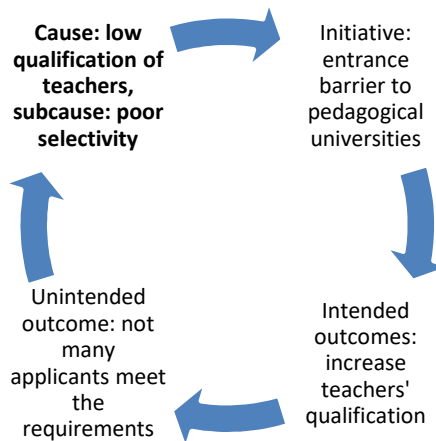 Cause: low
qualification of
teachers,
subcause: poor
selectivity
Initiative:
entrance
barrier to
pedagogical
universities
Intended
outcomes:
increase
teachers'
qualification
Unintended
outcome: not
many
applicants meet
the
requirements